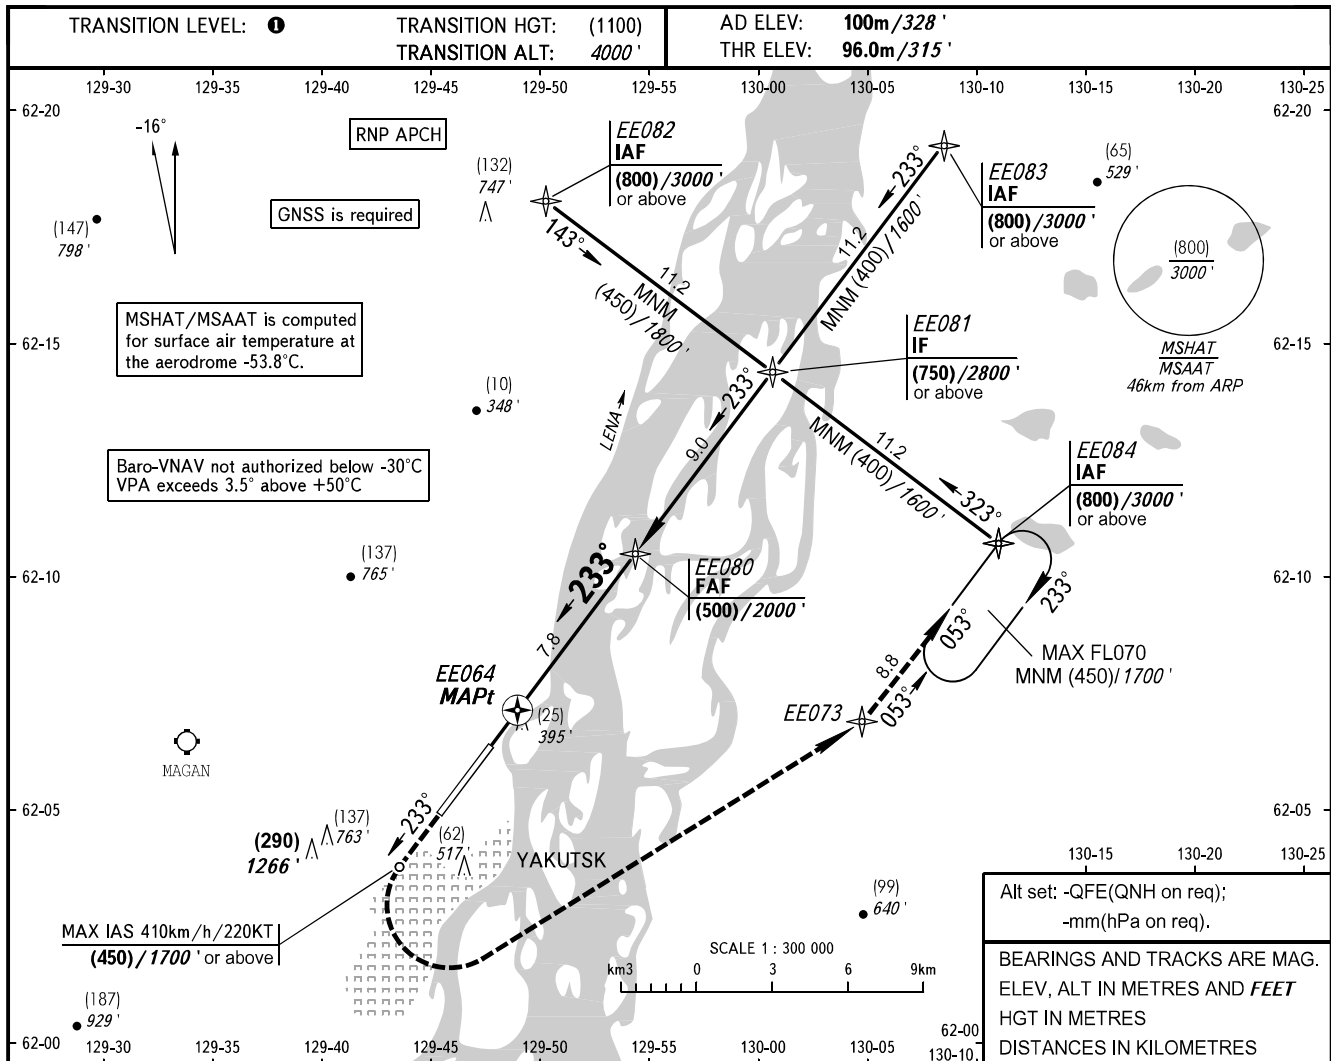 TRANSITION LEVEL: ❶ TRANSITION HGT: (1100) AD ELEV: 100m/328 '
TRANSITION ALT: 4000 ' THR ELEV: 96.0m/315 '
129-30 129-35 129-40 129-45 129-50 129-55 130-00 130-05 130-10 130-15 130-20 130-25
62-20 62-20
-16°
RNP APCH
GNSS is required
(132)
747 '
EE082
IAF
(800)/3000 '
or above
EE083
IAF
(800)/3000 '
or above
(65)
529 '
(147)
798 '
(800)
3000 '
MSHAT
MSAAT
46km from ARP
143°
11.2
MNM
(450)/1800 '
233°
11.2
MNM (400)/1600 '
MSHAT/MSAAT is computed
for surface air temperature at
the aerodrome -53.8°C.
62-15 62-15
EE081
IF
(750)/2800 '
or above
(10)
348 '
LENA
233°
9.0
11.2
MNM (400)/1600 '
323°
EE084
IAF
(800)/3000 '
or above
Baro-VNAV not authorized below -30°C
VPA exceeds 3.5° above +50°C
(137)
765 '
62-10 62-10
EE080
FAF
(500)/2000 '
233°
7.8
233°
053°
MAX FL070
MNM (450)/1700 '
8.8
053°
EE064
MAPt
(25)
395 '
EE073
MAGAN
62-05 62-05
233°
(137)
763 '
(290)
1266 '
(62)
517 '
YAKUTSK
130-15 130-20 130-25
(99)
640 '
MAX IAS 410km/h/220KT
(450)/1700 ' or above
SCALE 1 : 300 000
km3 0 3 6 9km
(187)
929 '
Alt set: -QFE(QNH on req);
-mm(hPa on req).
BEARINGS AND TRACKS ARE MAG.
ELEV, ALT IN METRES AND FEET
HGT IN METRES
DISTANCES IN KILOMETRES
62-00 62-00
129-30 129-35 129-40 129-45 129-50 129-55 130-00 130-05 130-10